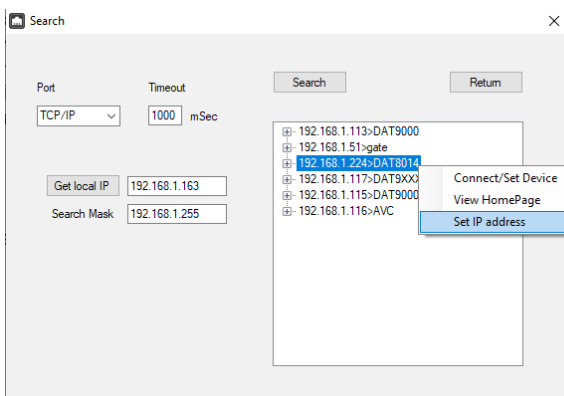 Search
Port
Timeout
Search
Return
TCP/IP
1000 mSec
Get local IP
192.168.1.163
Search Mask
192.168.1.255
192.168.1.113>DAT9000
192.168.1.51>gate
192.168.1.224>DAT8014
192.168.1.117>DAT9XXX
192.168.1.115>DAT9000
192.168.1.116>AVC
Connect/Set Device
View HomePage
Set IP address